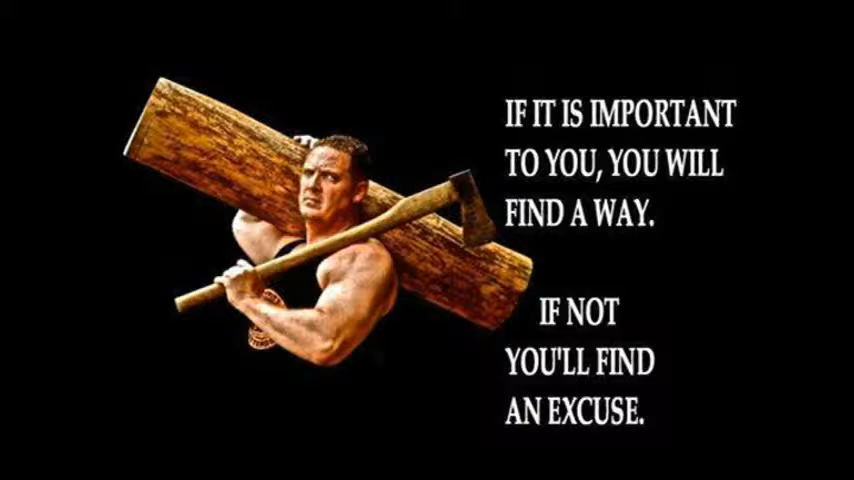 IF IT IS IMPORTANT
TO YOU, YOU WILL
FIND A WAY.
IF NOT
YOU'LL FIND
AN EXCUSE.